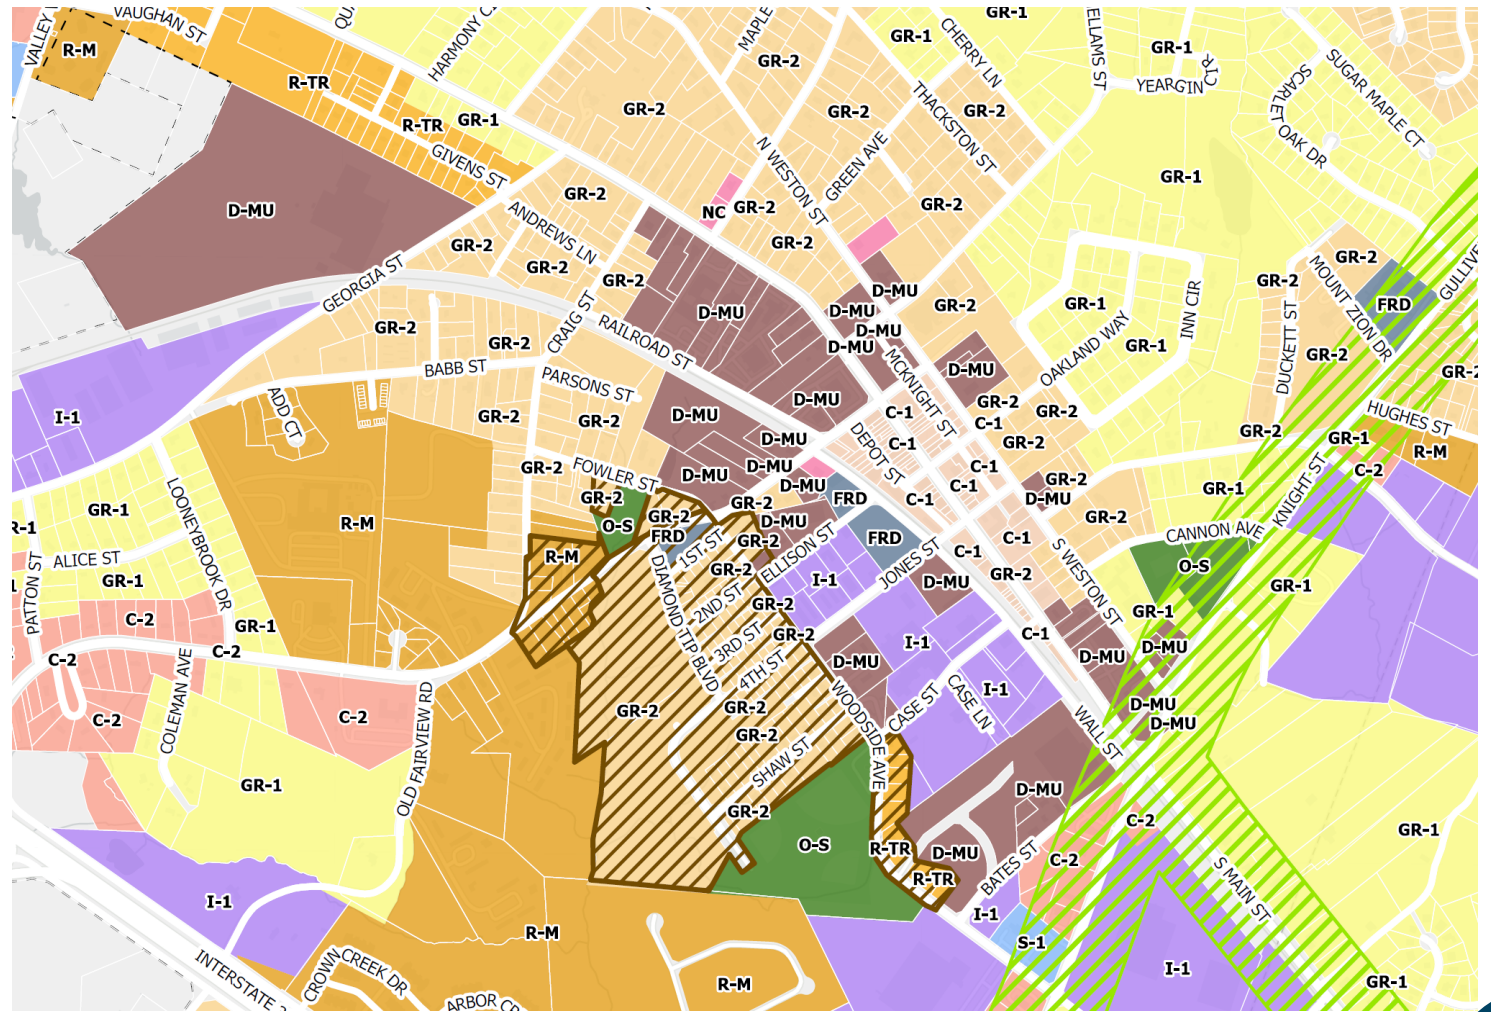 VAUGHAN ST
HARMONY
MAPLE
GR-1
CHERRY LN
ELLAMS ST
GR-1
VALLEY
R-M
GR-1
GR-2
YEARGIN
CTR
SUGAR MAPLE CT
SCARLET OAK DR
R-TR
GR-2
GR-2
THACKSTON ST
GR-2
R-TR
GR-1
GIVENS ST
N WESTON ST
GREEN AVE
GR-1
D-MU
GR-2
NC
GR-2
GR-2
ANDREWS LN
GR-2
GR-2
GR-2
GR-2
GR-2
MOUNT ZION DR
GEORGIA ST
GR-2
GR-2
D-MU
GR-2
GR-1
INN CIR
FRD
CRAIG ST
RAILROAD ST
D-MU
D-MU
D-MU
D-MU
GR-2
GR-2
GR-1
OAKLAND WAY
DUCKETT ST
GR-2
BABB ST
PARSONS ST
MCKNIGHT ST
D-MU
GR-2
ADD CT
I-1
GR-2
GR-2
D-MU
D-MU
C-1
GR-2
GR-2
HUGHES ST
D-MU
DEPOT ST
C-1
C-1
GR-2
GR-2
GR-1
R-M
GR-2
FOWLER ST
D-MU
D-MU
C-1
GR-2
C-2
LOONEYBROOK DR
GR-2
D-MU
FRD
C-1
C-1
D-MU
GR-1
KNIGHT ST
GR-1
R-M
O-S
GR-2
GR-2
D-MU
GR-2
R-1
FRD
1ST ST
GR-2
ELLISON ST
FRD
C-1
C-1
S WESTON ST
CANNON AVE
ALICE ST
R-M
GR-2
I-1
JONES ST
GR-2
O-S
GR-1
GR-1
PATTON ST
DIAMOND TIP BLVD
2ND ST
GR-2
D-MU
GR-1
C-2
GR-1
3RD ST
GR-2
I-1
C-1
C-2
C-2
4TH ST
D-MU
D-MU
D-MU
COLEMAN AVE
OLD FAIRVIEW RD
WOODSIDE AVE
CASE ST
CASE LN
I-1
C-2
C-2
GR-2
GR-2
D-MU
GR-2
WALL ST
D-MU
SHAW ST
GR-1
GR-2
D-MU
C-2
GR-1
O-S
R-TR
D-MU
C-2
R-TR
BATES ST
S MAIN ST
I-1
I-1
R-M
S-1
INTERSTATE
CROWN
CREEK DR
R-M
I-1
GR-1
ARBOR